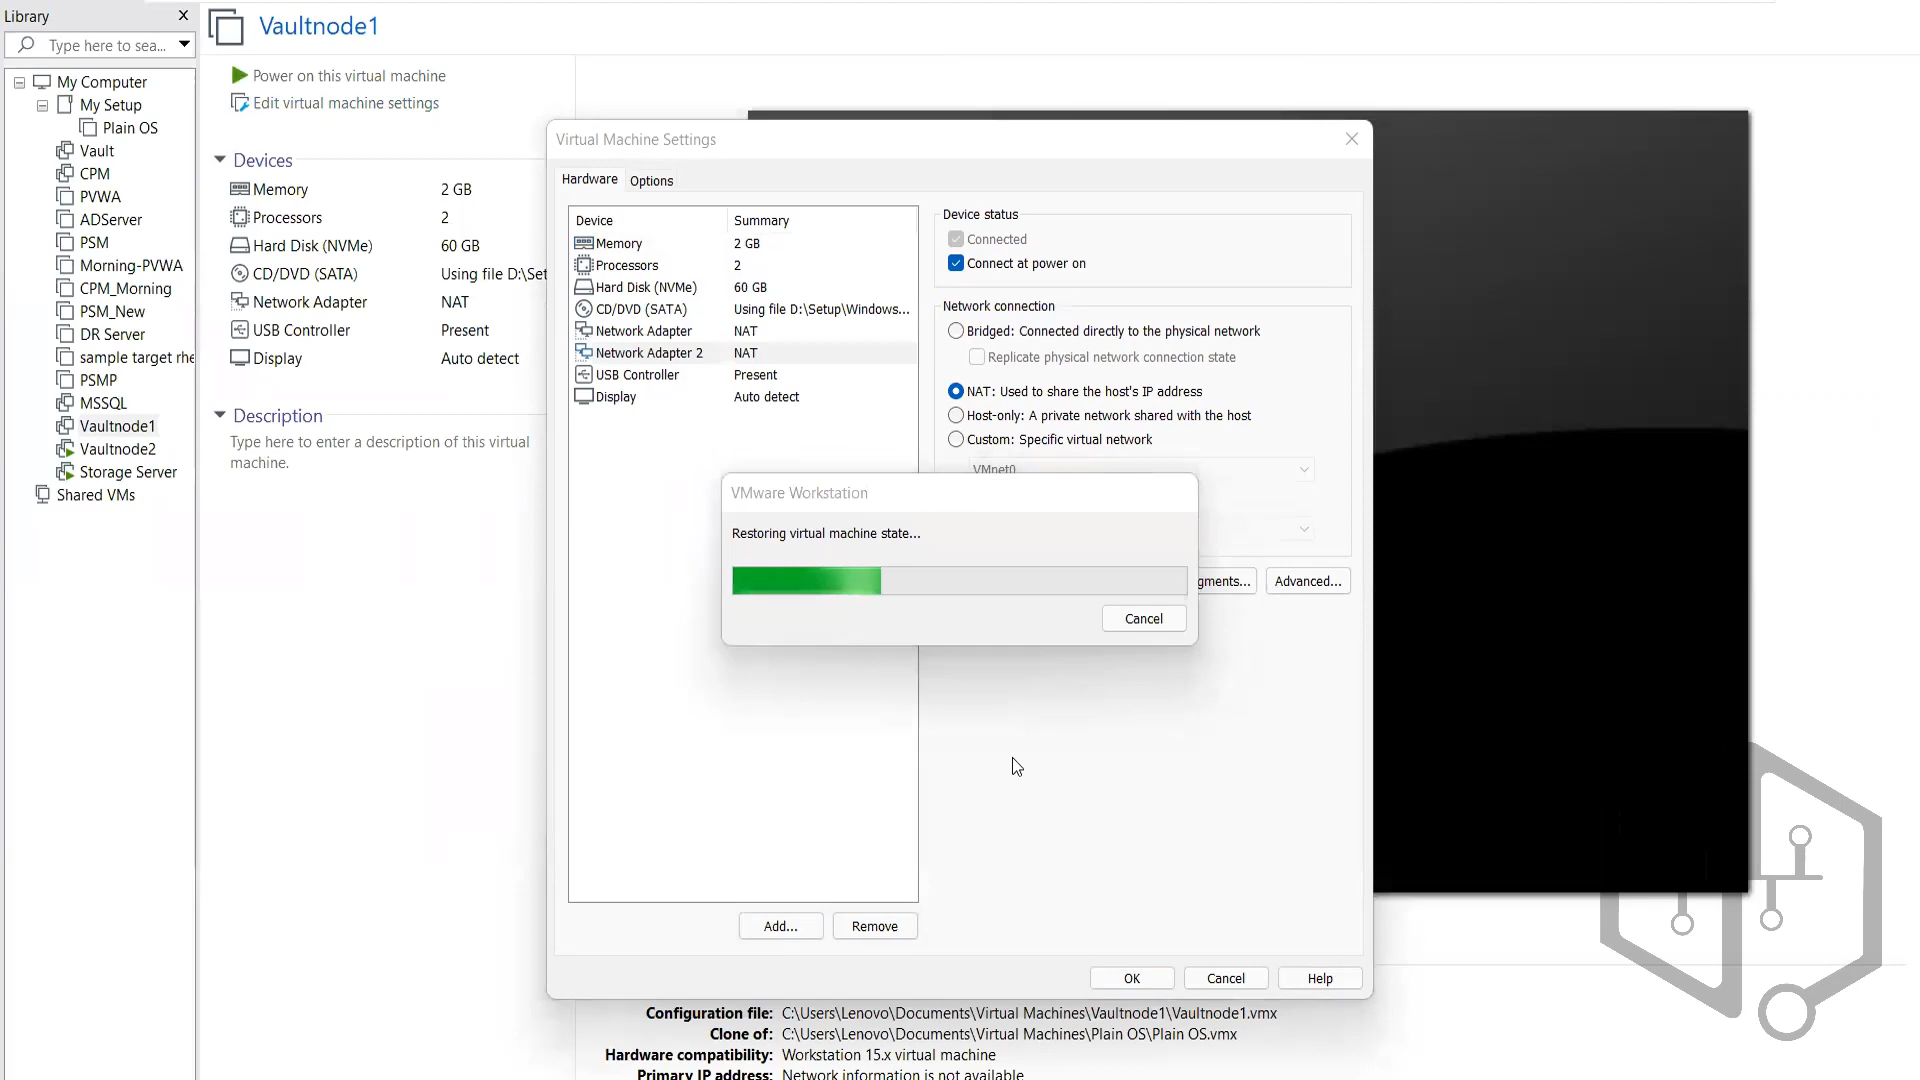 Library
X
Type here to sea...
My Computer
My Setup
Plain OS
Vault
CPM
PVWA
ADServer
PSM
Morning-PVWA
CPM_Morning
PSM_New
DR Server
sample target rhe
PSMP
MSSQL
Vaultnode1
Vaultnode2
Storage Server
Shared VMs
Vaultnode1
Power on this virtual machine
Edit virtual machine settings
Devices
Memory 2 GB
Processors 2
Hard Disk (NVMe) 60 GB
CD/DVD (SATA) Using file D:\Set
Network Adapter NAT
USB Controller Present
Display Auto detect
Description
Type here to enter a description of this virtual
machine.
Virtual Machine Settings
Hardware Options
Device Summary
Memory 2 GB
Processors 2
Hard Disk (NVMe) 60 GB
CD/DVD (SATA) Using file D:\Setup\Windows...
Network Adapter NAT
Network Adapter 2 NAT
USB Controller Present
Display Auto detect
Device status
Connected
Connect at power on
Network connection
Bridged: Connected directly to the physical network
Replicate physical network connection state
NAT: Used to share the host's IP address
Host-only: A private network shared with the host
Custom: Specific virtual network
VMnet0
gments... Advanced...
VMware Workstation
Restoring virtual machine state...
Cancel
Add... Remove
OK Cancel Help
Configuration file: C:\Users\Lenovo\Documents\Virtual Machines\Vaultnode1\Vaultnode1.vmx
Clone of: C:\Users\Lenovo\Documents\Virtual Machines\Plain OS\Plain OS.vmx
Hardware compatibility: Workstation 15.x virtual machine
Primary IP address: Network information is not available